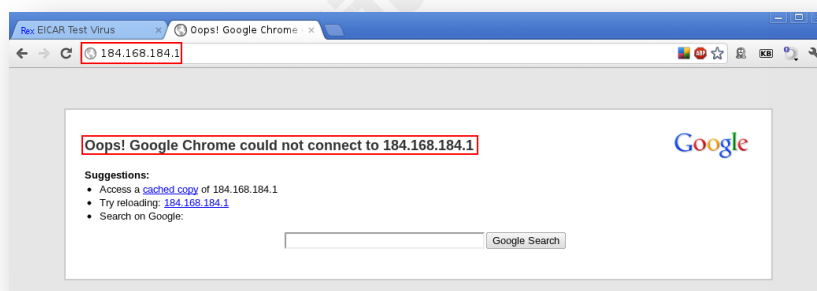 Rex EICAR Test Virus
Oops! Google Chrome
184.168.184.1
ABP
KB
Oops! Google Chrome could not connect to 184.168.184.1
Google
Suggestions:
Access a cached copy of 184.168.184.1
Try reloading: 184.168.184.1
Search on Google:
Google Search